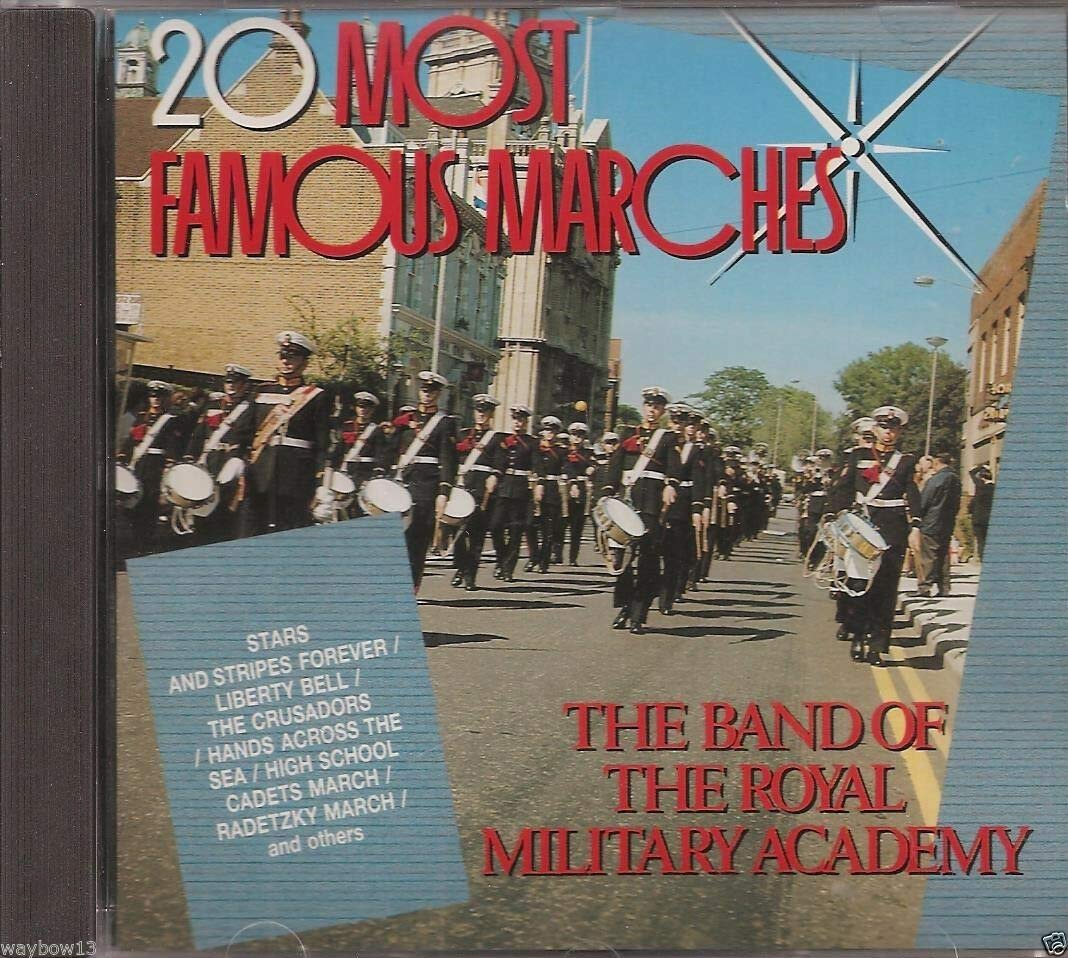 20 MOST
FAMOUS MARCHES
STARS
AND STRIPES FOREVER /
LIBERTY BELL /
THE CRUSADORS
/ HANDS ACROSS THE
SEA / HIGH SCHOOL
CADETS MARCH /
RADETZKY MARCH /
and others
THE BAND OF
THE ROYAL
MILITARY ACADEMY
waybow13